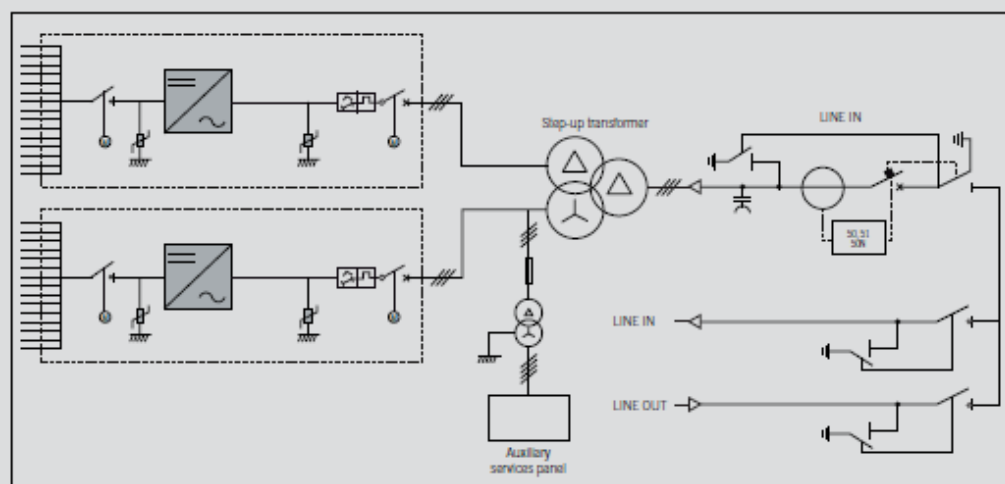 Step-up transformer
LINE IN
50, 51
50N
LINE IN
LINE OUT
Auxiliary
services panel